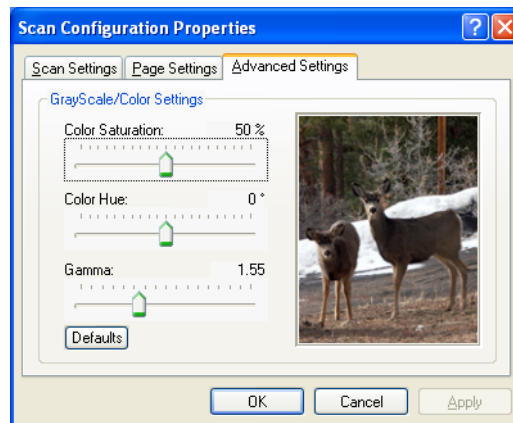 Scan Configuration Properties
Scan Settings Page Settings Advanced Settings
GrayScale/Color Settings
Color Saturation: 50 %
Color Hue: 0 °
Gamma: 1.55
Defaults
OK Cancel Apply